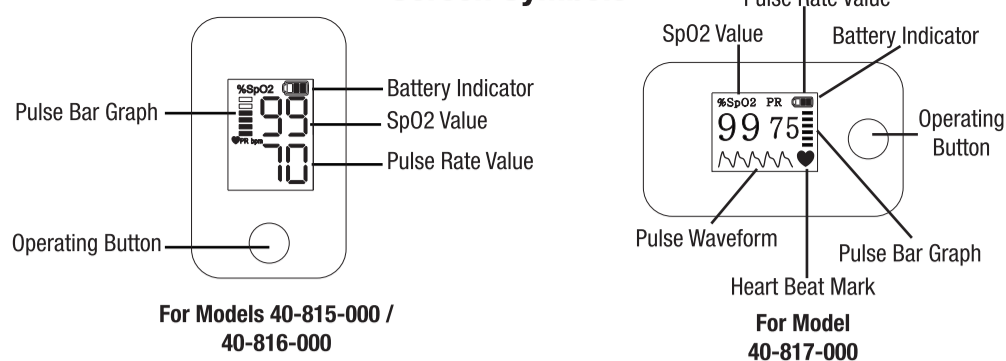 Pulse Rate Value
SpO2 Value
Battery Indicator
%SpO2
99
PR bpm
70
Pulse Bar Graph
Battery Indicator
SpO2 Value
Pulse Rate Value
Operating Button
For Models 40-815-000 /
40-816-000
%SpO2 PR
99 75
Operating
Button
Pulse Waveform
Pulse Bar Graph
Heart Beat Mark
For Model
40-817-000